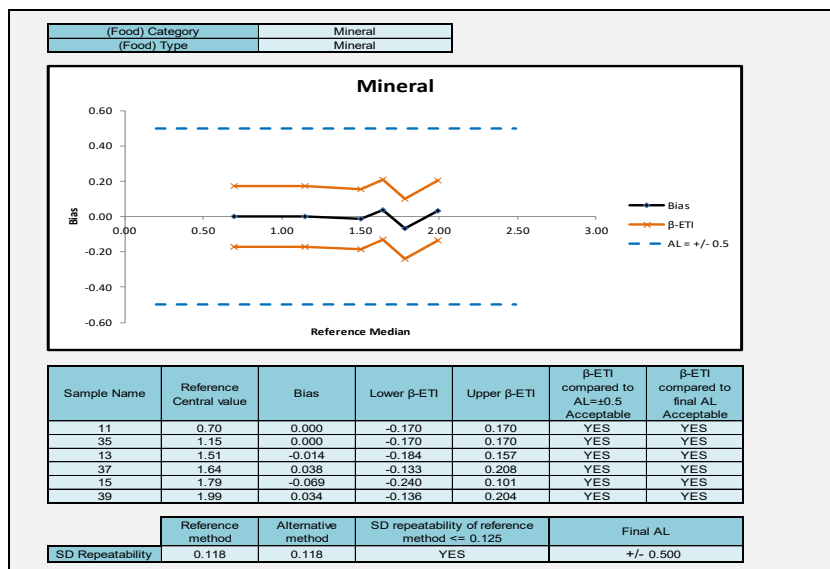 (Food) Category Mineral
(Food) Type Mineral
Mineral
0.60
0.40
0.20
0.00
-0.20
-0.40
-0.60
0.00 0.50 1.00 1.50 2.00 2.50 3.00
Bias
Reference Median
Bias
β-ETI
AL = +/- 0.5
Sample Name Reference Central value Bias Lower β-ETI Upper β-ETI β-ETI compared to AL=±0.5 Acceptable β-ETI compared to final AL Acceptable
11 0.70 0.000 -0.170 0.170 YES YES
35 1.15 0.000 -0.170 0.170 YES YES
13 1.51 -0.014 -0.184 0.157 YES YES
37 1.64 0.038 -0.133 0.208 YES YES
15 1.79 -0.069 -0.240 0.101 YES YES
39 1.99 0.034 -0.136 0.204 YES YES
Reference method Alternative method SD repeatability of reference method <= 0.125 Final AL
SD Repeatability 0.118 0.118 YES +/- 0.500